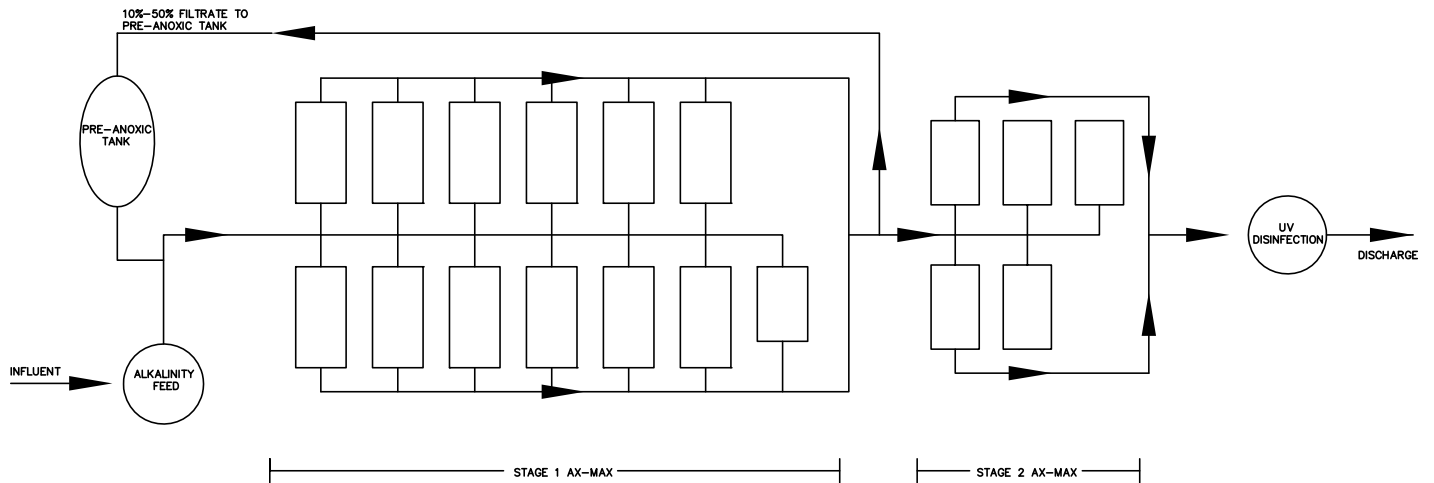 10%–50% FILTRATE TO
PRE–ANOXIC TANK
PRE–ANOXIC
TANK
INFLUENT
ALKALINITY
FEED
UV
DISINFECTION
DISCHARGE
STAGE 1 AX–MAX
STAGE 2 AX–MAX